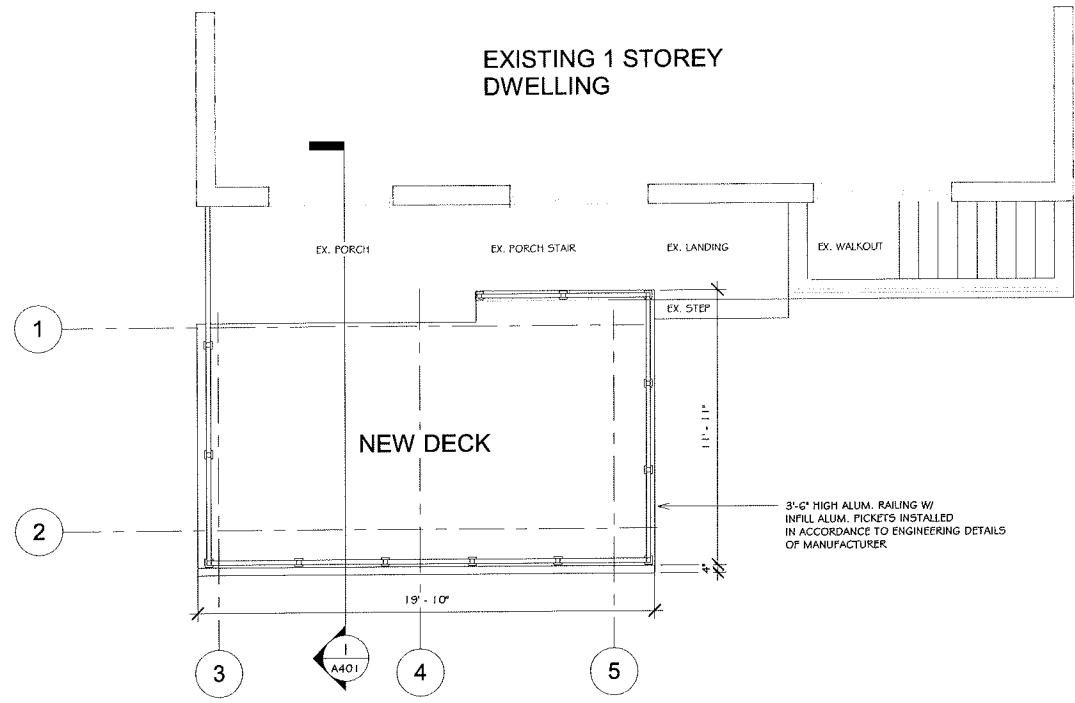 EXISTING 1 STOREY
DWELLING
EX. PORCH
EX. PORCH STAIR
EX. LANDING
EX. WALKOUT
EX. STEP
1
NEW DECK
11' - 11"
3'-6" HIGH ALUM. RAILING W/
INFILL ALUM. PICKETS INSTALLED
IN ACCORDANCE TO ENGINEERING DETAILS
OF MANUFACTURER
2
4"
19' - 10"
3
A401
4
5